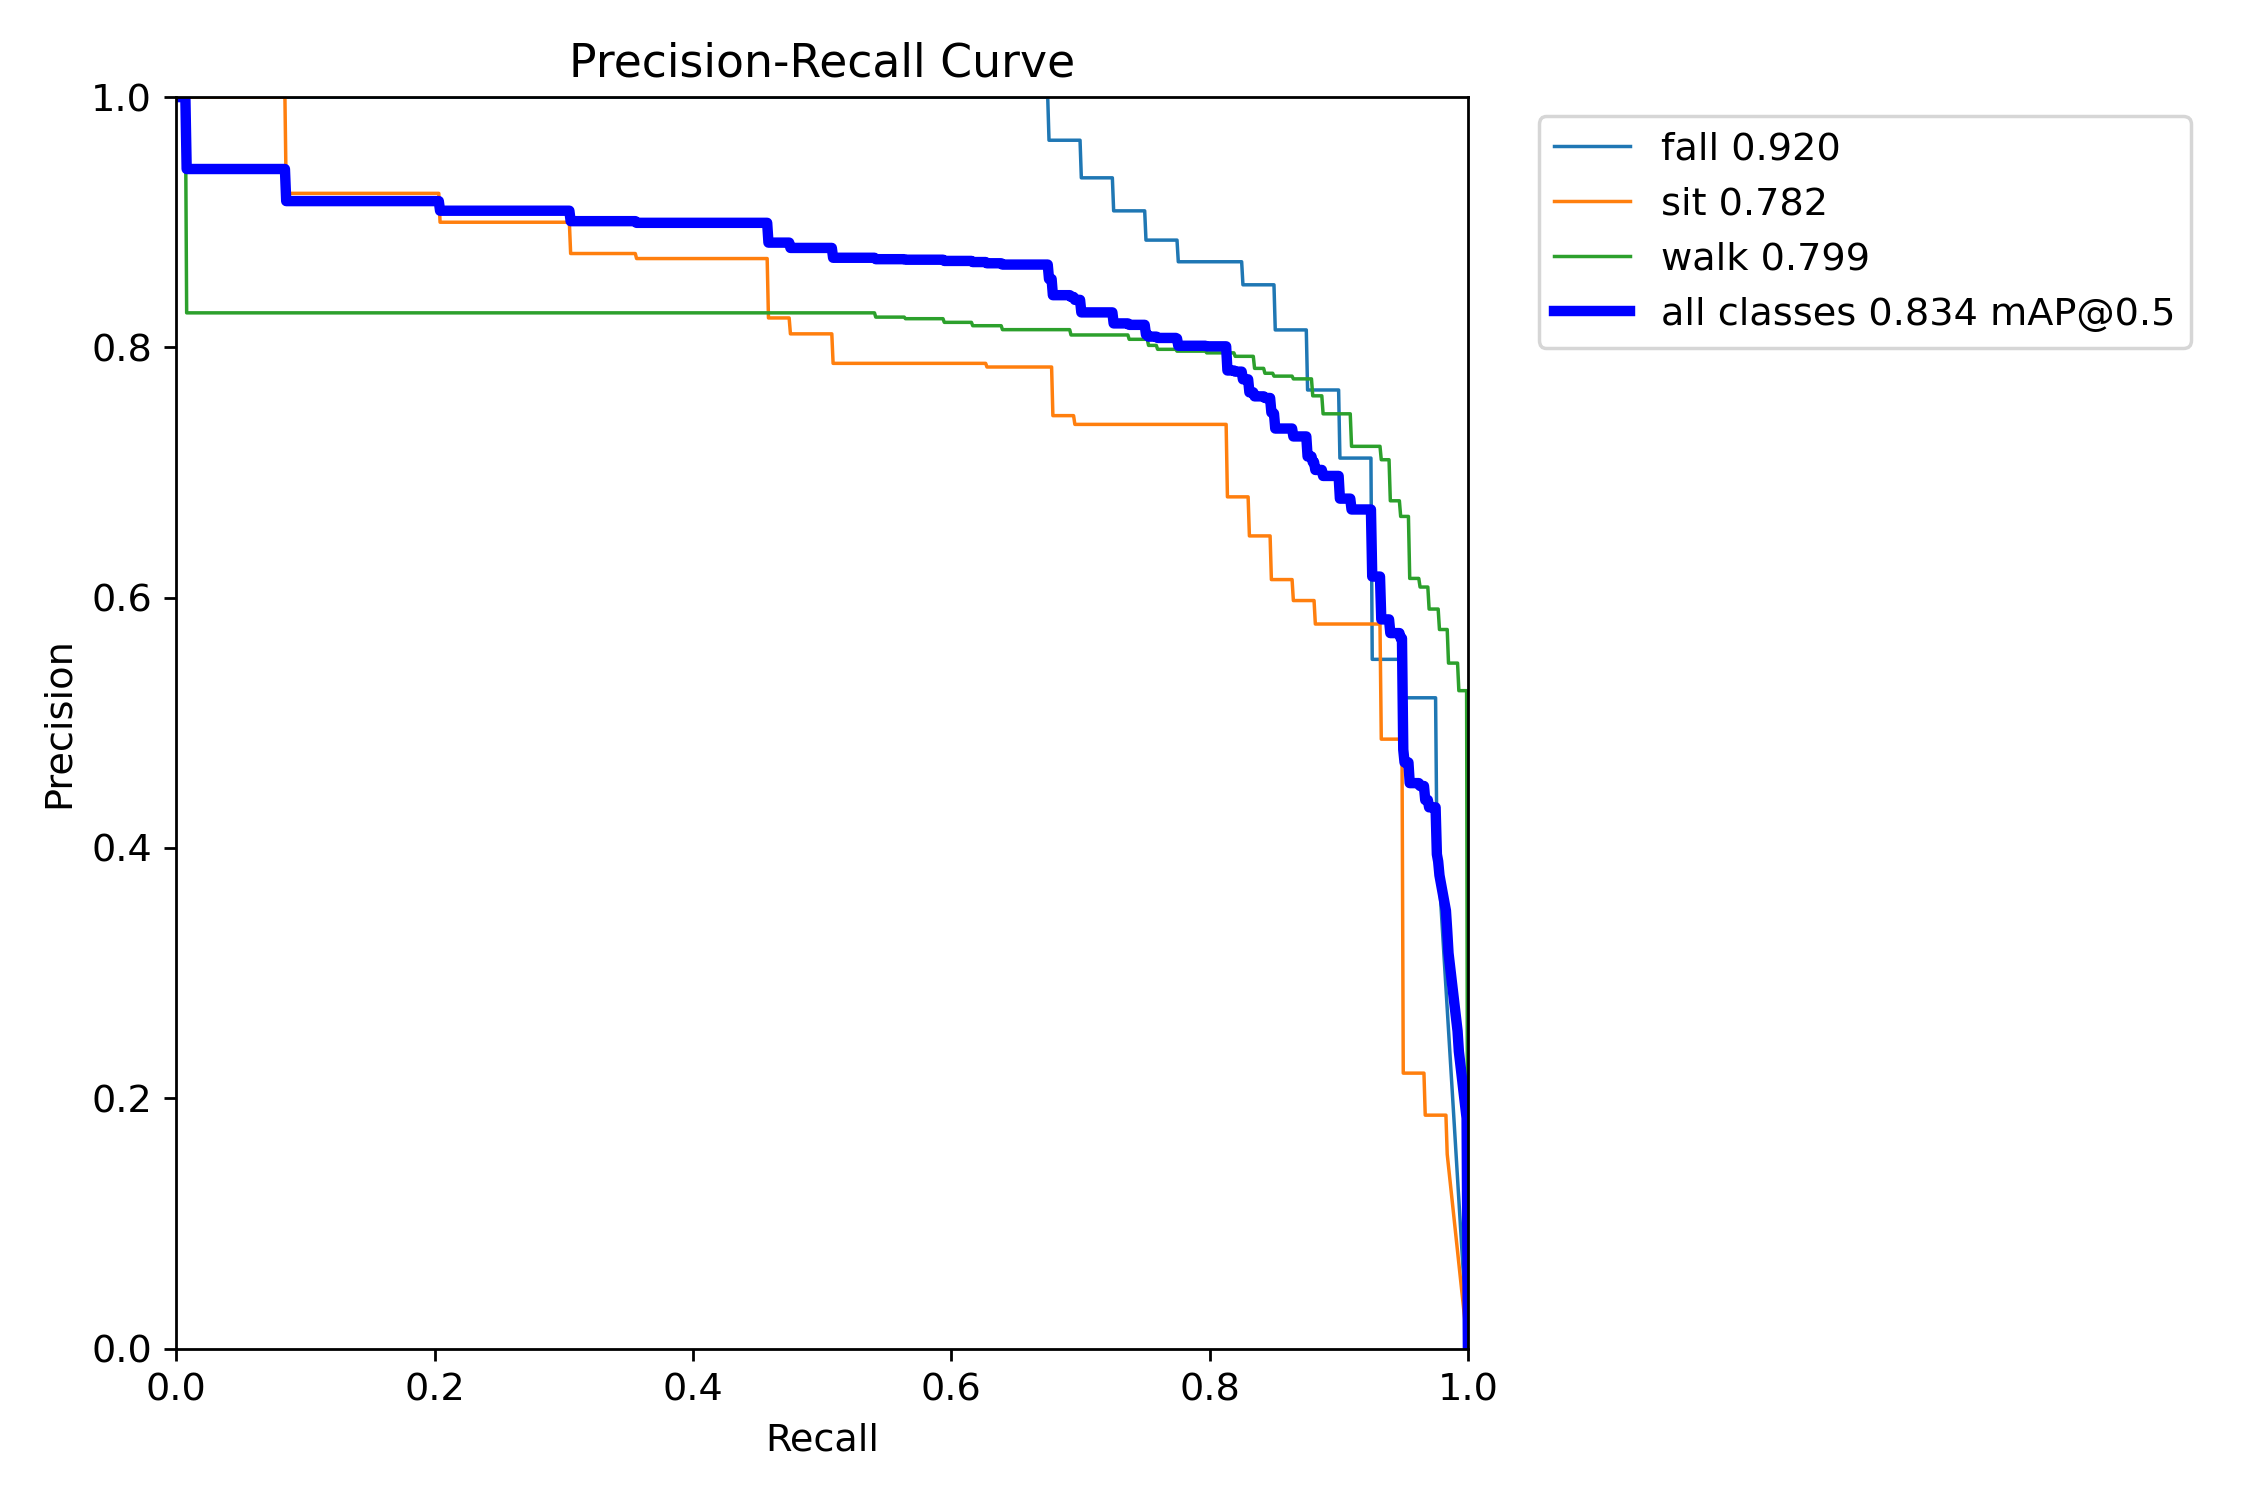 Precision-Recall Curve
1.0
0.8
0.6
0.4
0.2
0.0
Precision
0.0 0.2 0.4 0.6 0.8 1.0
Recall
fall 0.920
sit 0.782
walk 0.799
all classes 0.834 mAP@0.5